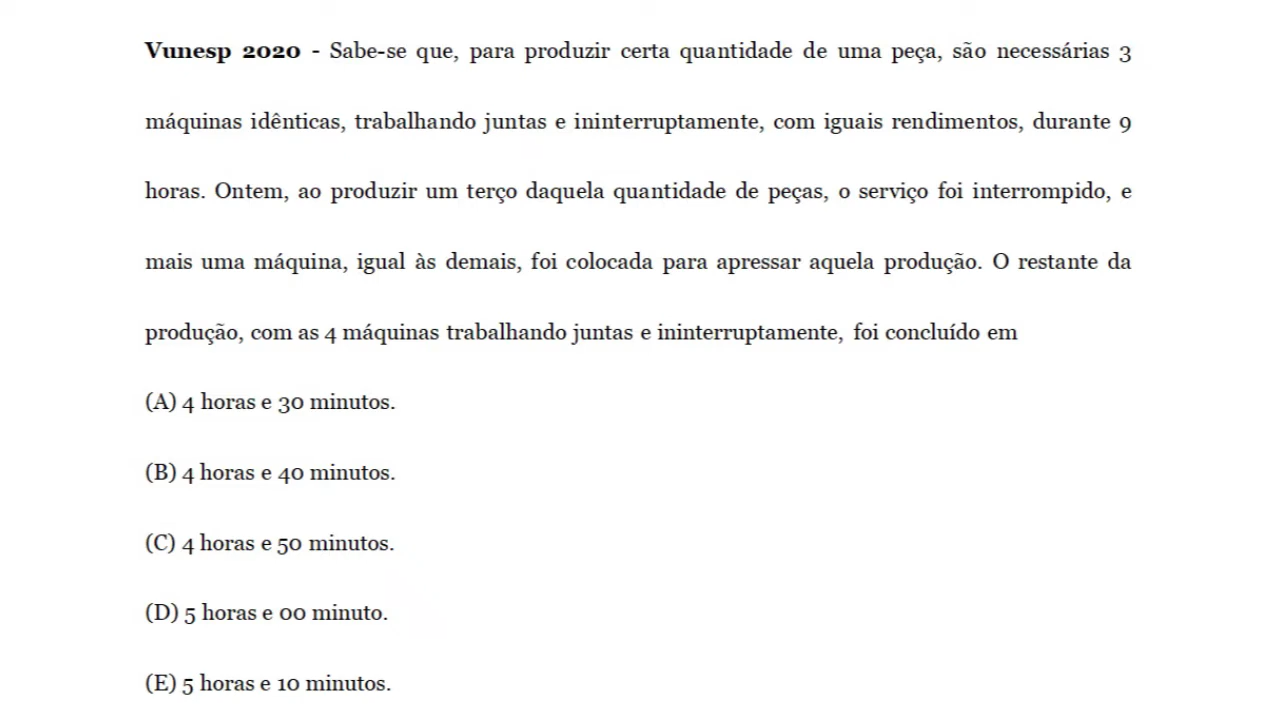 Vunesp 2020 - Sabe-se que, para produzir certa quantidade de uma peça, são necessárias 3
máquinas idênticas, trabalhando juntas e ininterruptamente, com iguais rendimentos, durante 9
horas. Ontem, ao produzir um terço daquela quantidade de peças, o serviço foi interrompido, e
mais uma máquina, igual às demais, foi colocada para apressar aquela produção. O restante da
produção, com as 4 máquinas trabalhando juntas e ininterruptamente, foi concluído em
(A) 4 horas e 30 minutos.
(B) 4 horas e 40 minutos.
(C) 4 horas e 50 minutos.
(D) 5 horas e 00 minuto.
(E) 5 horas e 10 minutos.